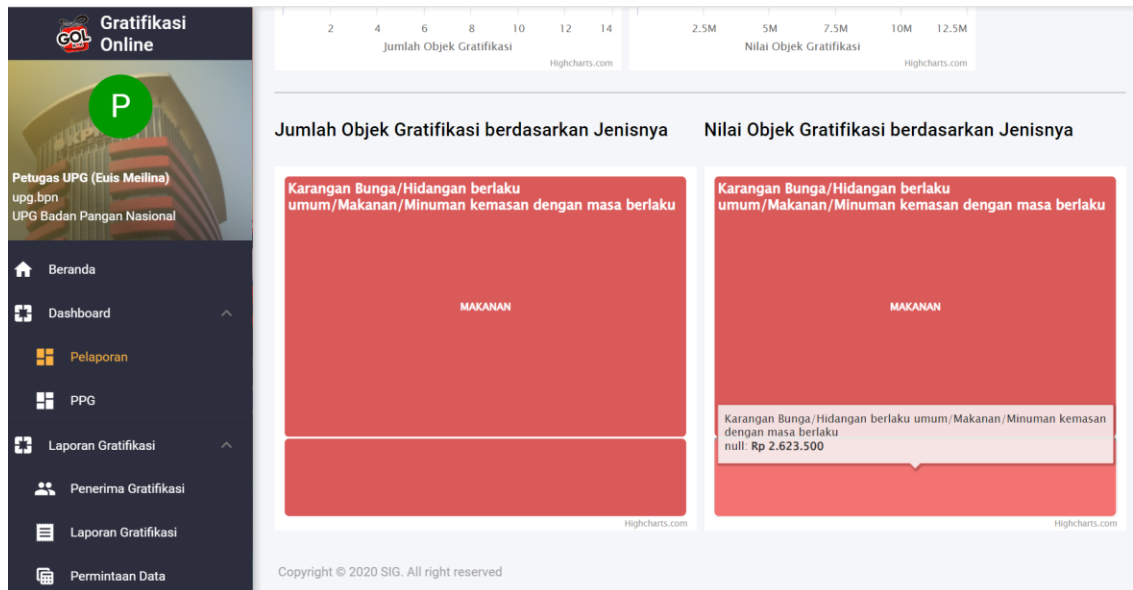 Gratifikasi
Online
GOL
P
Petugas UPG (Euis Meilina)
upg.bpn
UPG Badan Pangan Nasional
Beranda
Dashboard
Pelaporan
PPG
Laporan Gratifikasi
Penerima Gratifikasi
Laporan Gratifikasi
Permintaan Data
2 4 6 8 10 12 14
Jumlah Objek Gratifikasi
Highcharts.com
2.5M 5M 7.5M 10M 12.5M
Nilai Objek Gratifikasi
Highcharts.com
Jumlah Objek Gratifikasi berdasarkan Jenisnya
Karangan Bunga/Hidangan berlaku
umum/Makanan/Minuman kemasan dengan masa berlaku
MAKANAN
Highcharts.com
Nilai Objek Gratifikasi berdasarkan Jenisnya
Karangan Bunga/Hidangan berlaku
umum/Makanan/Minuman kemasan dengan masa berlaku
MAKANAN
Karangan Bunga/Hidangan berlaku umum/Makanan/Minuman kemasan
dengan masa berlaku
null: Rp 2.623.500
Highcharts.com
Copyright © 2020 SIG. All right reserved